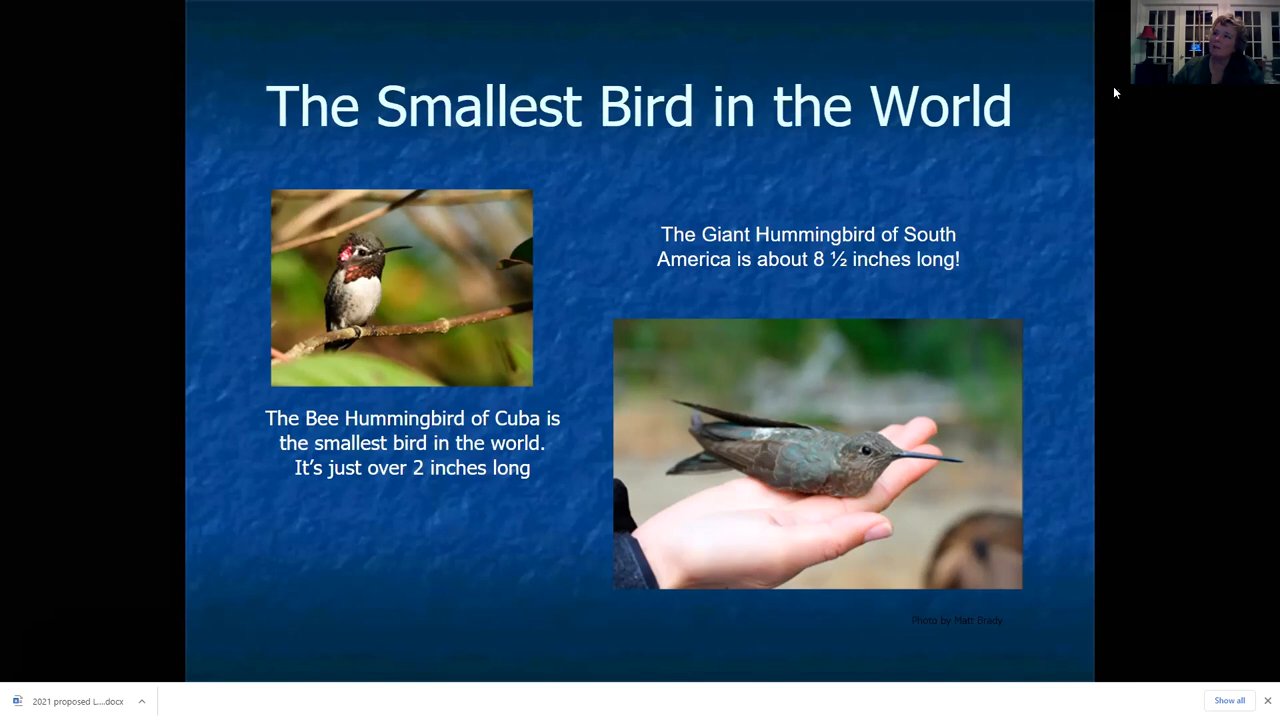 The Smallest Bird in the World
The Giant Hummingbird of South
America is about 8 ½ inches long!
The Bee Hummingbird of Cuba is
the smallest bird in the world.
It’s just over 2 inches long
Photo by Matt Brady
2021 proposed L....docx
Show all